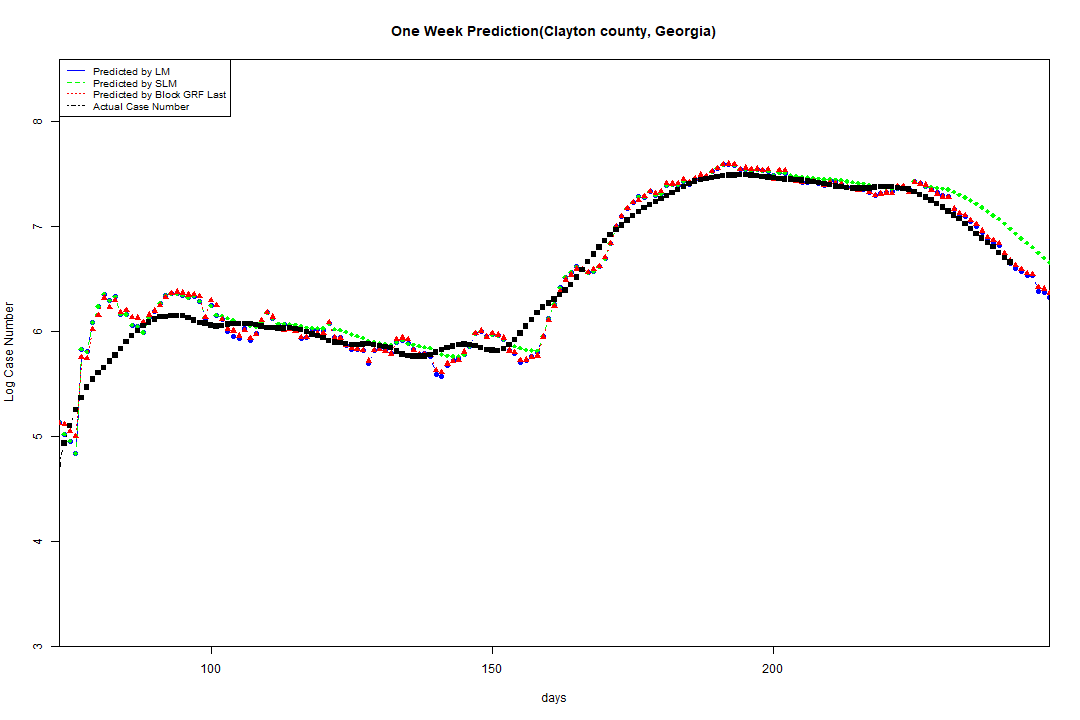 One Week Prediction(Clayton county, Georgia)
Predicted by LM
Predicted by SLM
Predicted by Block GRF Last
Actual Case Number
8
7
6
5
4
3
Log Case Number
100 150 200
days